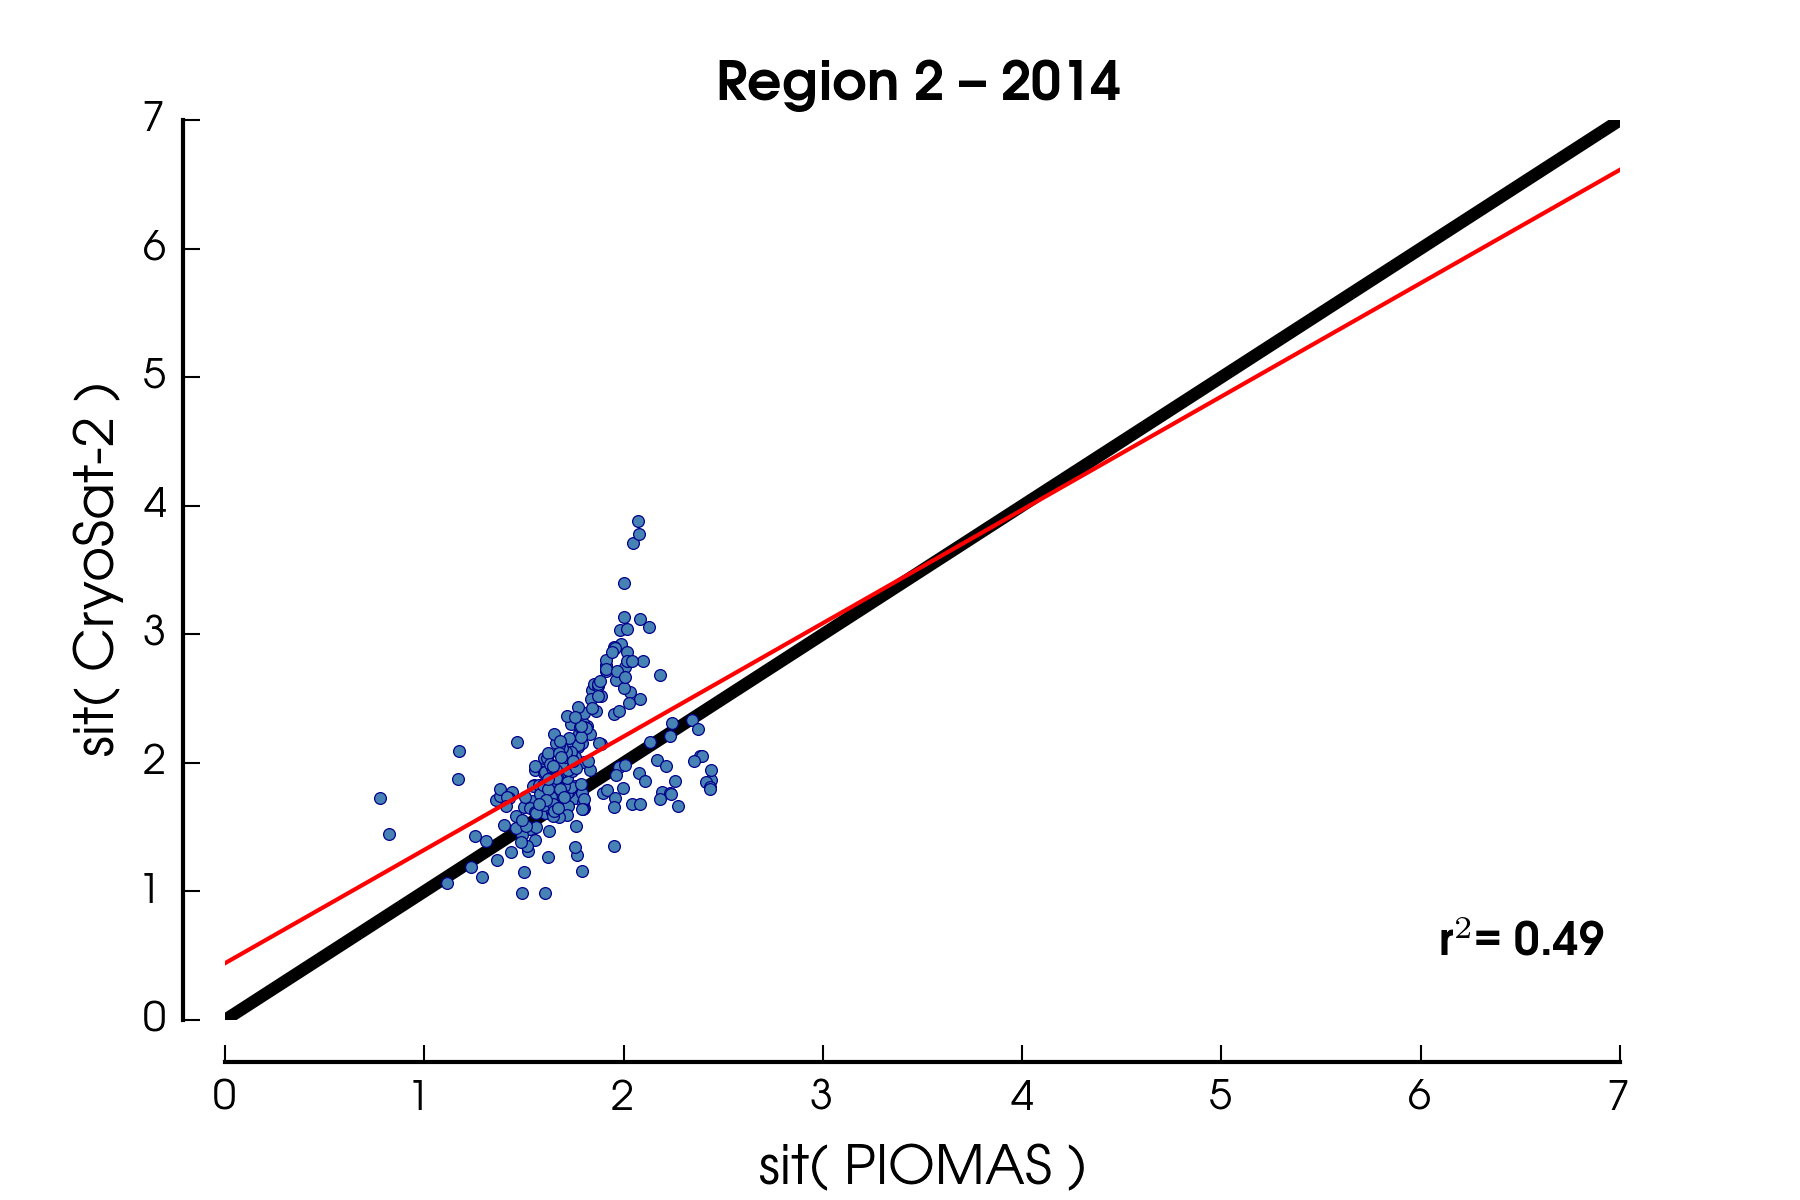 Region 2 – 2014
7
6
5
4
3
2
1
0
sit( CryoSat-2 )
r²= 0.49
0 1 2 3 4 5 6 7
sit( PIOMAS )